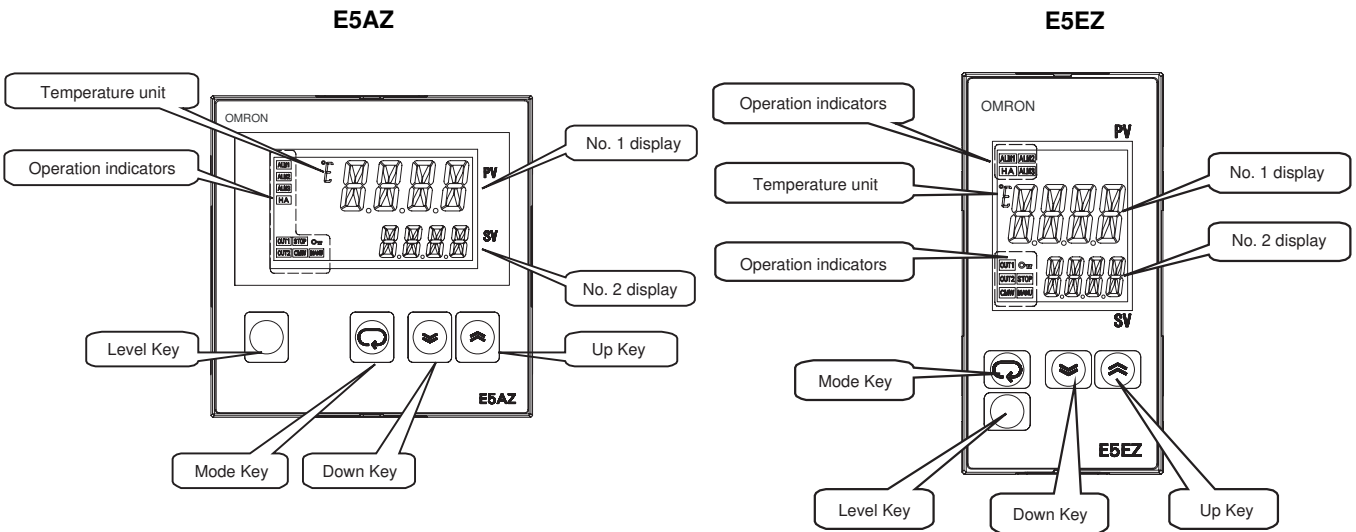 E5AZ
Temperature unit
Operation indicators
OMRON
ALM1
ALM2
ALM3
HA
OUT1 STOP
OUT2 CMW MANU
PV
SV
No. 1 display
No. 2 display
Level Key
Up Key
E5AZ
Mode Key
Down Key
E5EZ
Operation indicators
OMRON
PV
ALM1 ALM2
HA ALM3
Temperature unit
No. 1 display
No. 2 display
Operation indicators
OUT1
OUT2 STOP
CMW MANU
SV
Mode Key
E5EZ
Level Key
Down Key
Up Key